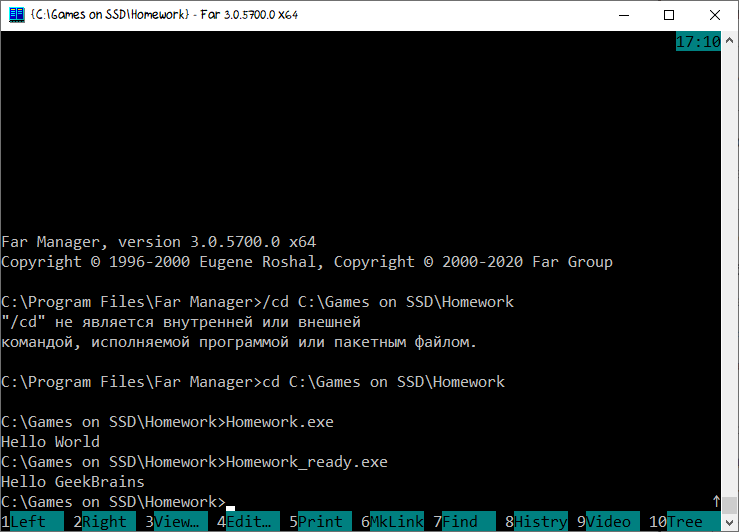 {C:\Games on SSD\Homework} - Far 3.0.5700.0 x64
17:10
Far Manager, version 3.0.5700.0 x64
Copyright © 1996-2000 Eugene Roshal, Copyright © 2000-2020 Far Group
C:\Program Files\Far Manager>/cd C:\Games on SSD\Homework
"/cd" не является внутренней или внешней
командой, исполняемой программой или пакетным файлом.
C:\Program Files\Far Manager>cd C:\Games on SSD\Homework
C:\Games on SSD\Homework>Homework.exe
Hello World
C:\Games on SSD\Homework>Homework_ready.exe
Hello GeekBrains
C:\Games on SSD\Homework>
1Left 2Right 3View… 4Edit… 5Print 6MkLink 7Find 8Histry 9Video 10Tree